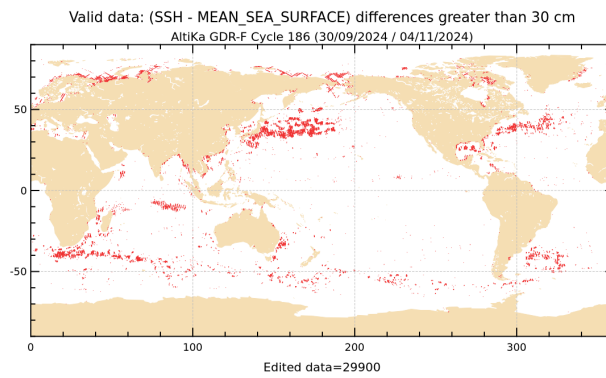 Valid data: (SSH - MEAN_SEA_SURFACE) differences greater than 30 cm
AltiKa GDR-F Cycle 186 (30/09/2024 / 04/11/2024)
50
0
-50
0
100
200
300
Edited data=29900